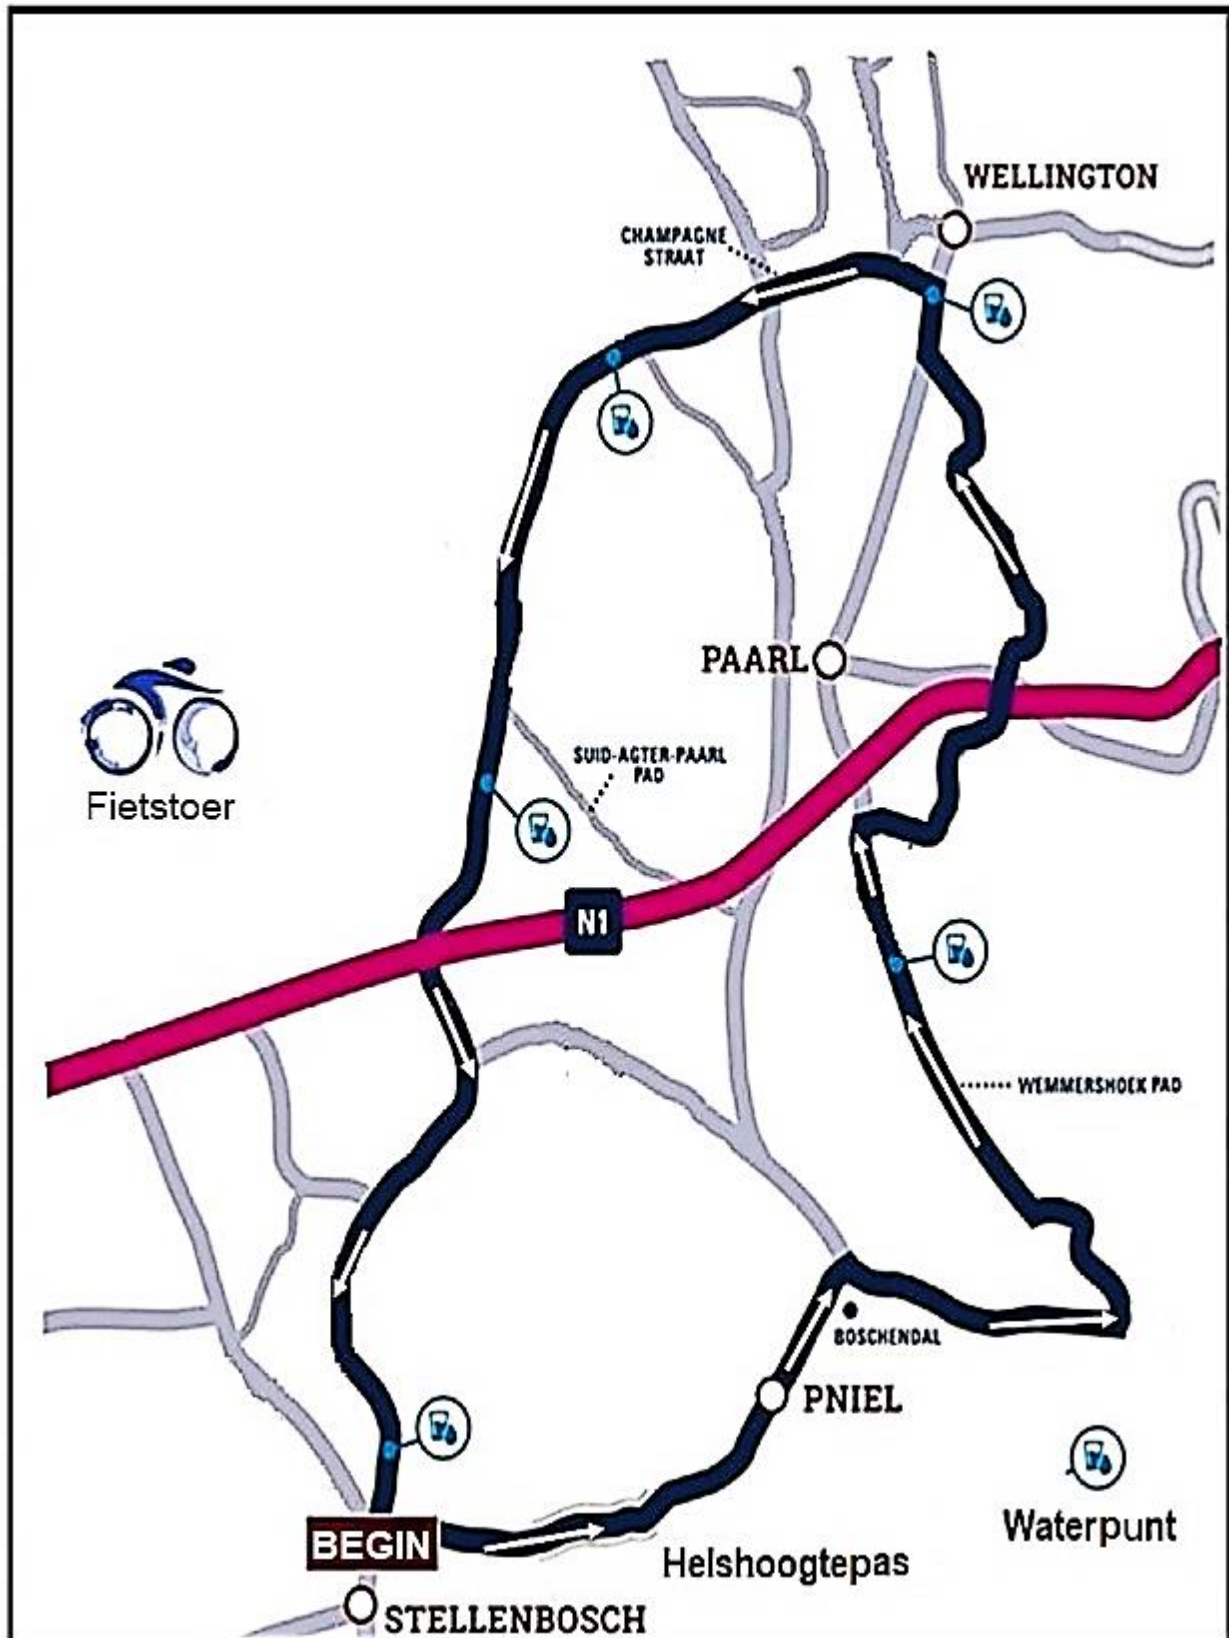 WELLINGTON
CHAMPAGNE
STRAAT
PAARL
SUID-AGTER-PAARL
PAD
Fietstoer
N1
WEMMERSHOEK PAD
BOSCHENDAL
PNIEL
Waterpunt
BEGIN
Helshoogtepas
STELLENBOSCH